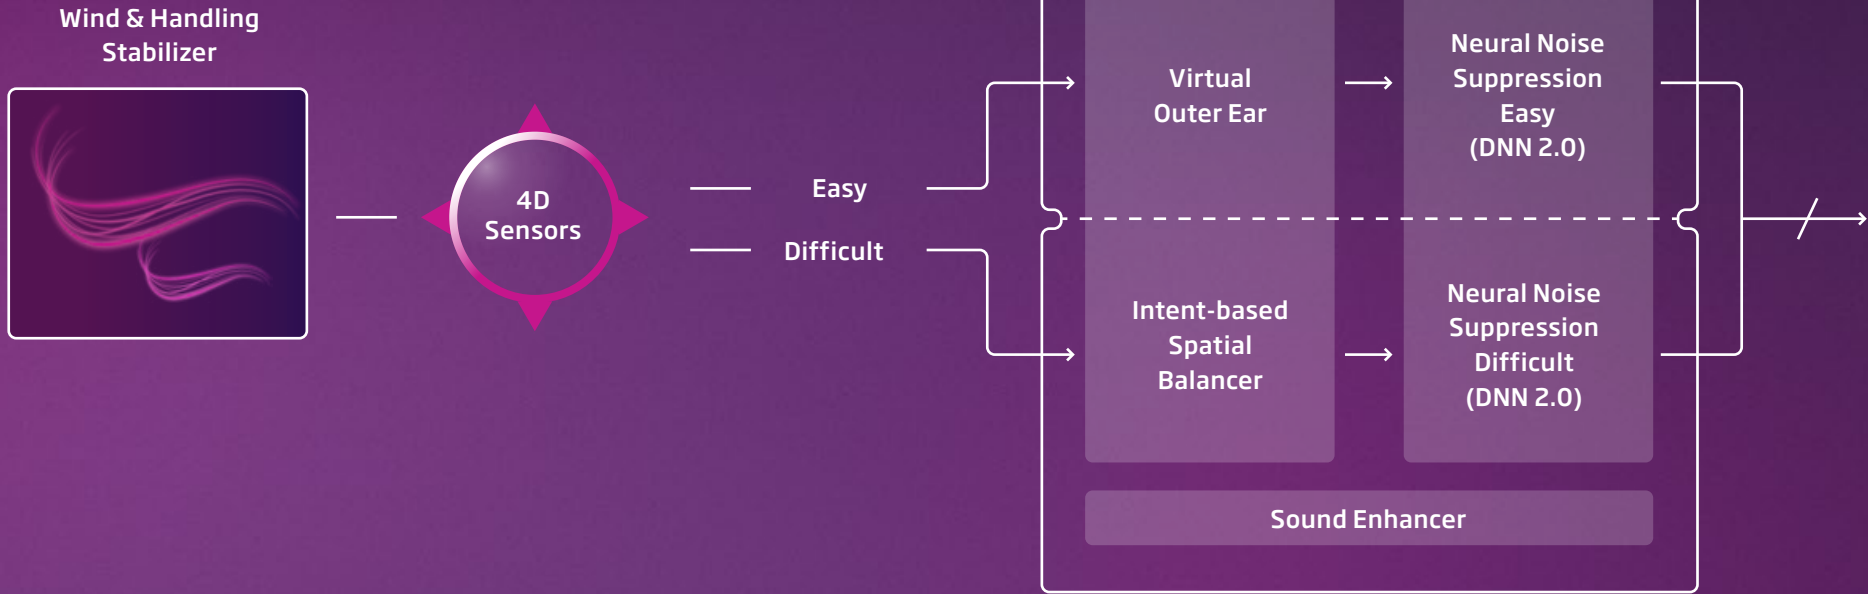 Wind & Handling
Stabilizer
4D
Sensors
Easy
Difficult
Virtual
Outer Ear
Neural Noise
Suppression
Easy
(DNN 2.0)
Intent-based
Spatial
Balancer
Neural Noise
Suppression
Difficult
(DNN 2.0)
Sound Enhancer